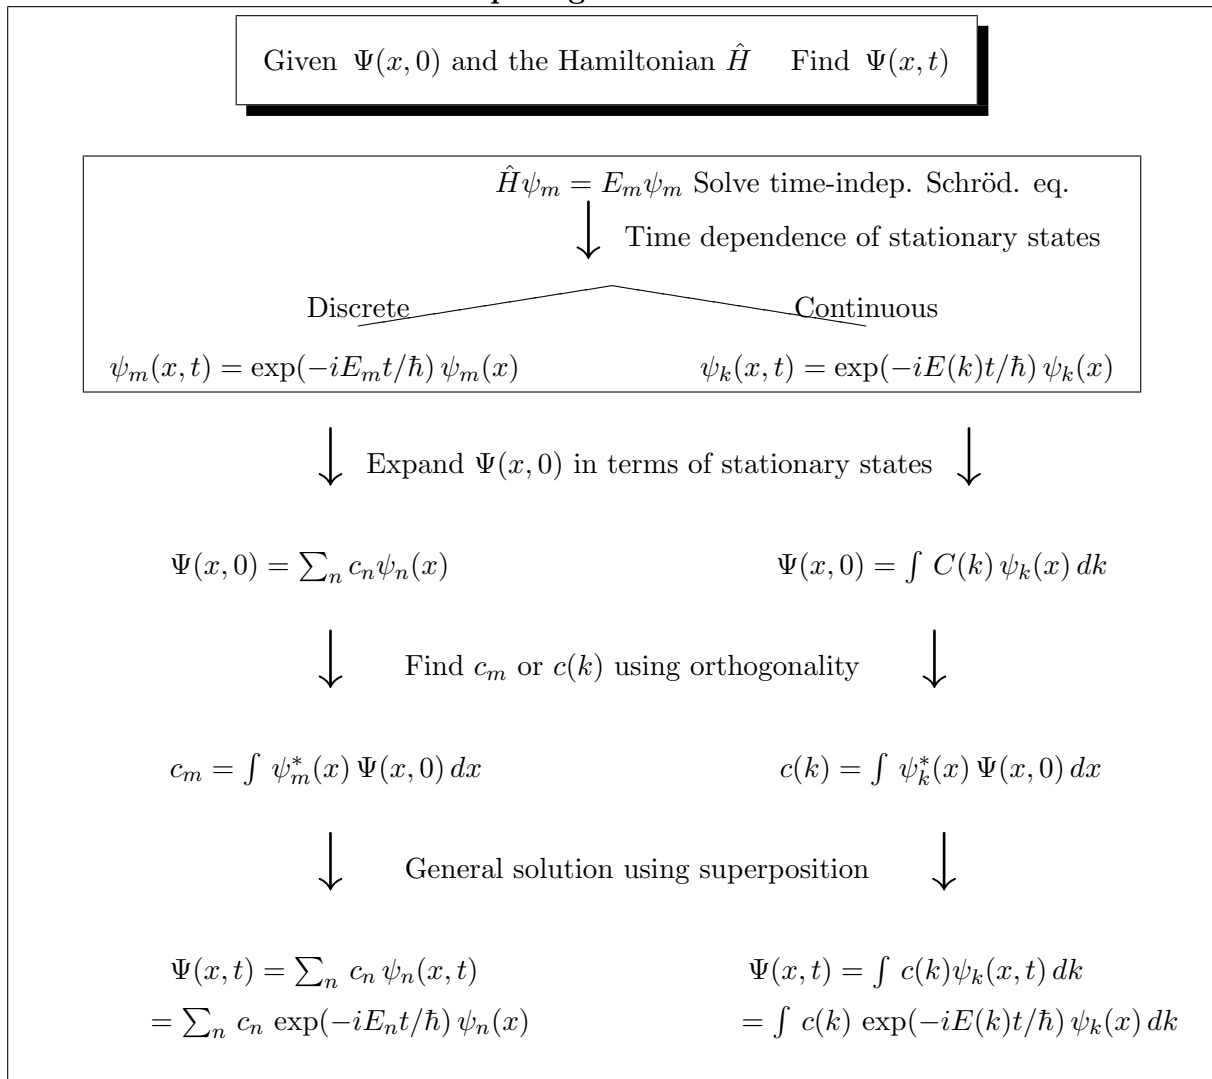 Given Ψ(x, 0) and the Hamiltonian Ĥ Find Ψ(x, t)
Ĥψ_m = E_mψ_m Solve time-indep. Schröd. eq.
Time dependence of stationary states
Discrete Continuous
ψ_m(x, t) = exp(−iE_mt/ħ) ψ_m(x) ψ_k(x, t) = exp(−iE(k)t/ħ) ψ_k(x)
Expand Ψ(x, 0) in terms of stationary states
Ψ(x, 0) = ∑_n c_nψ_n(x) Ψ(x, 0) = ∫ C(k) ψ_k(x) dk
Find c_m or c(k) using orthogonality
c_m = ∫ ψ_m^*(x) Ψ(x, 0) dx c(k) = ∫ ψ_k^*(x) Ψ(x, 0) dx
General solution using superposition
Ψ(x, t) = ∑_n c_n ψ_n(x, t) Ψ(x, t) = ∫ c(k)ψ_k(x, t) dk
= ∑_n c_n exp(−iE_nt/ħ) ψ_n(x) = ∫ c(k) exp(−iE(k)t/ħ) ψ_k(x) dk